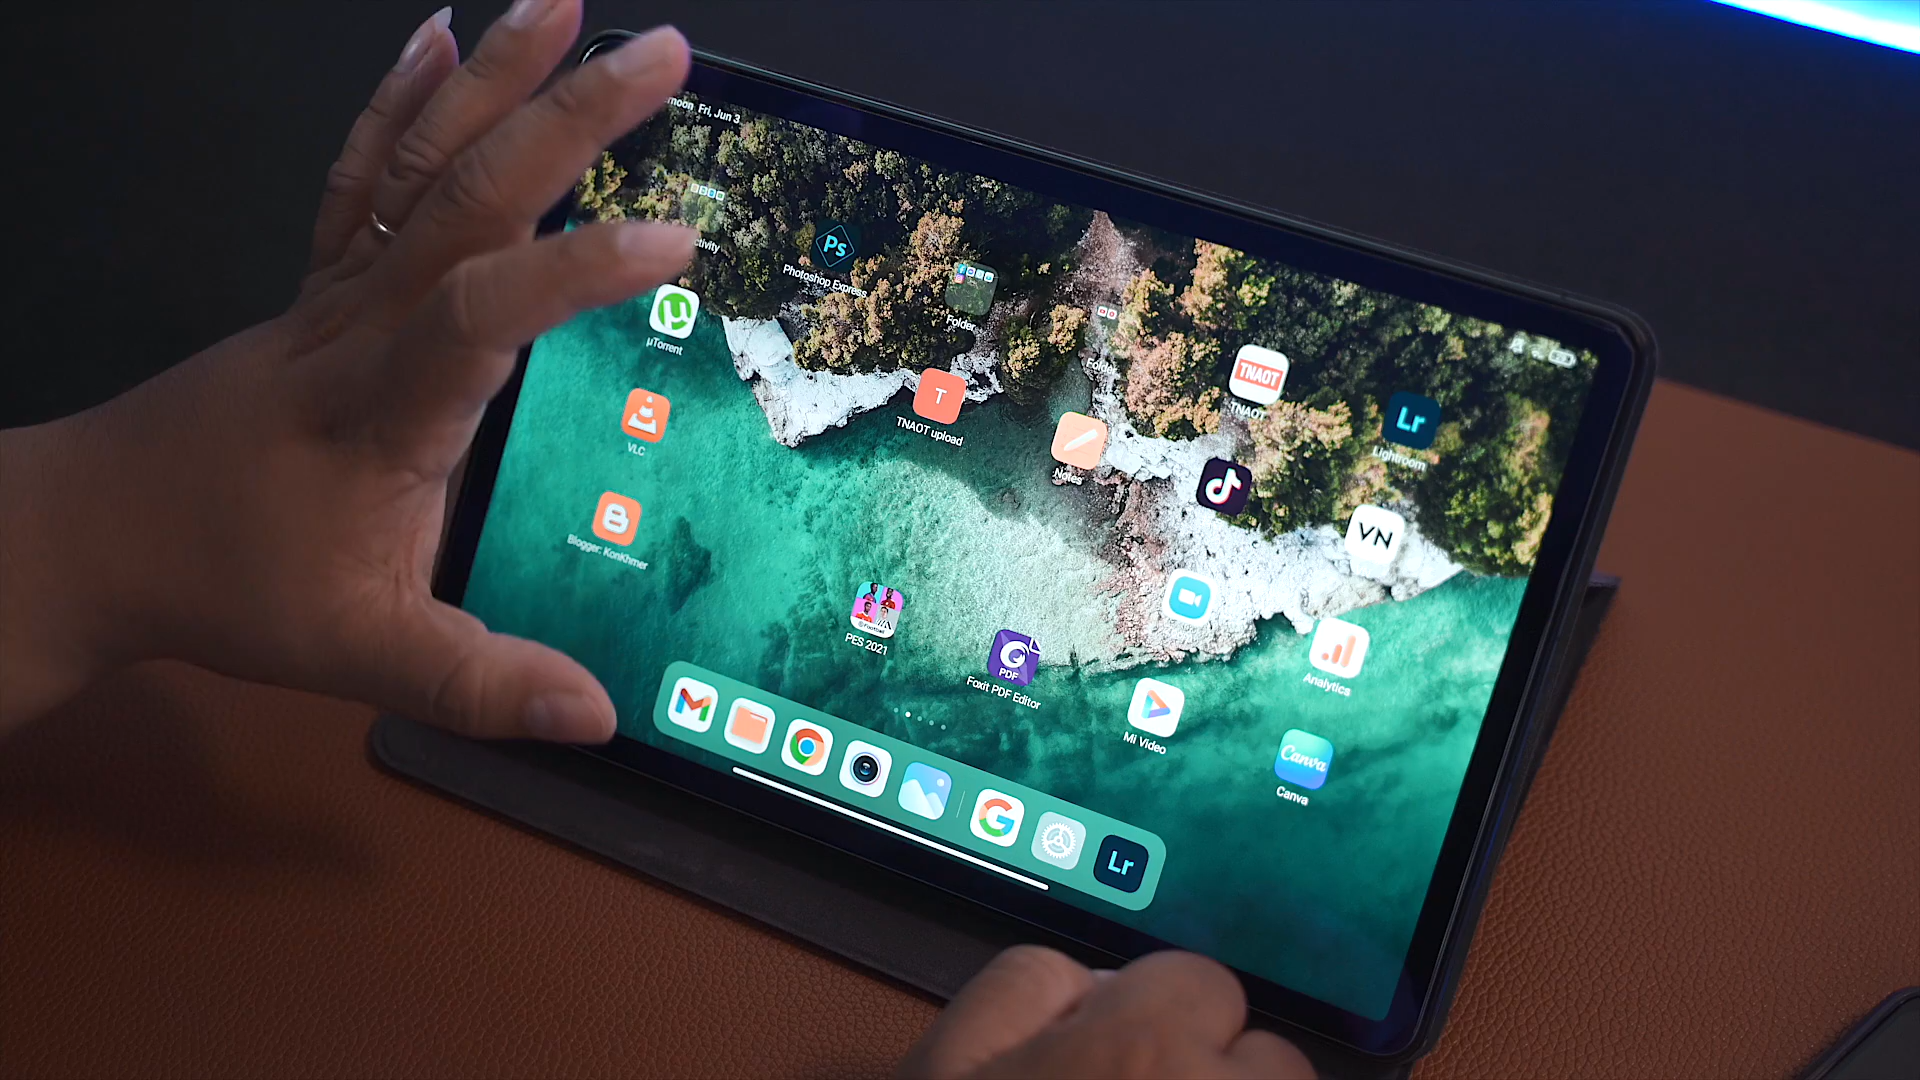 Fri, Jun 3
Ps
Photoshop Express
Folder
µ
µTorrent
T
TNAOT upload
VLC
Notes
TNAOT
TNAOT
Lr
Lightroom
VN
B
Blogger: KonKhmer
PES 2021
PDF
Foxit PDF Editor
Mi Video
Analytics
Canva
Canva
G
Lr